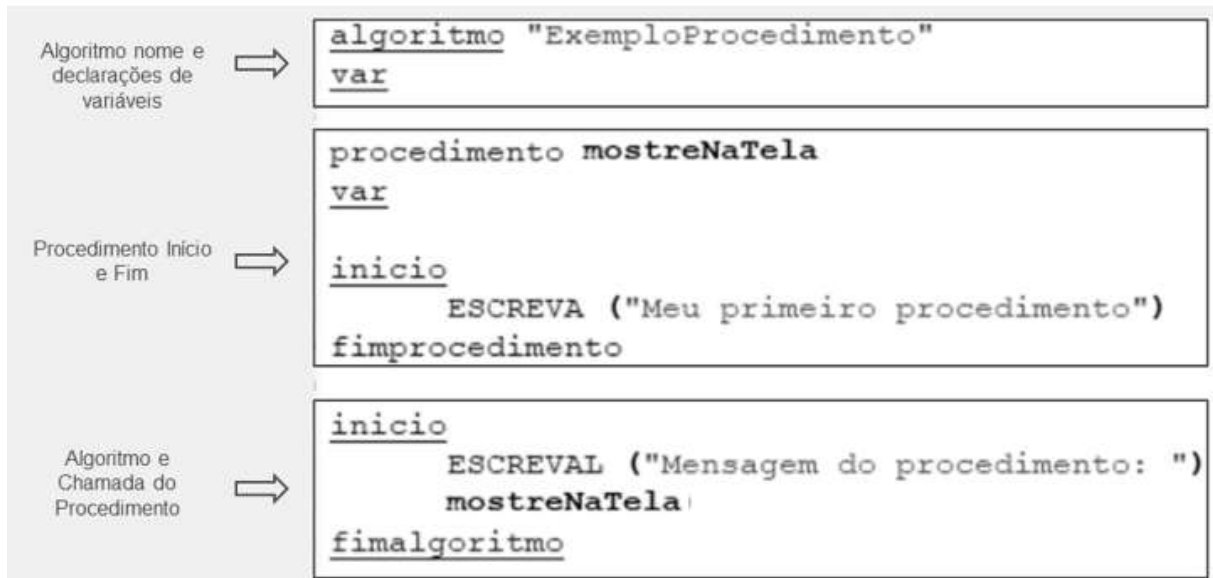 Algoritmo nome e
declarações de
variáveis
algoritmo "ExemploProcedimento"
var
Procedimento Início
e Fim
procedimento mostreNaTela
var
inicio
ESCREVA ("Meu primeiro procedimento")
fimprocedimento
Algoritmo e
Chamada do
Procedimento
inicio
ESCREVAL ("Mensagem do procedimento: ")
mostreNaTela
fimalgoritmo